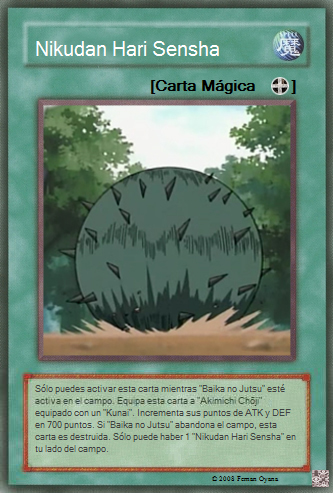 Nikudan Hari Sensha
魔
[Carta Mágica ]
Sólo puedes activar esta carta mientras "Baika no Jutsu" esté
activa en el campo. Equipa esta carta a "Akimichi Chōji"
equipado con un "Kunai". Incrementa sus puntos de ATK y DEF
en 700 puntos. Si "Baika no Jutsu" abandona el campo, esta
carta es destruida. Sólo puede haber 1 "Nikudan Hari Sensha" en
tu lado del campo.
© 2008 Fernan Oyana